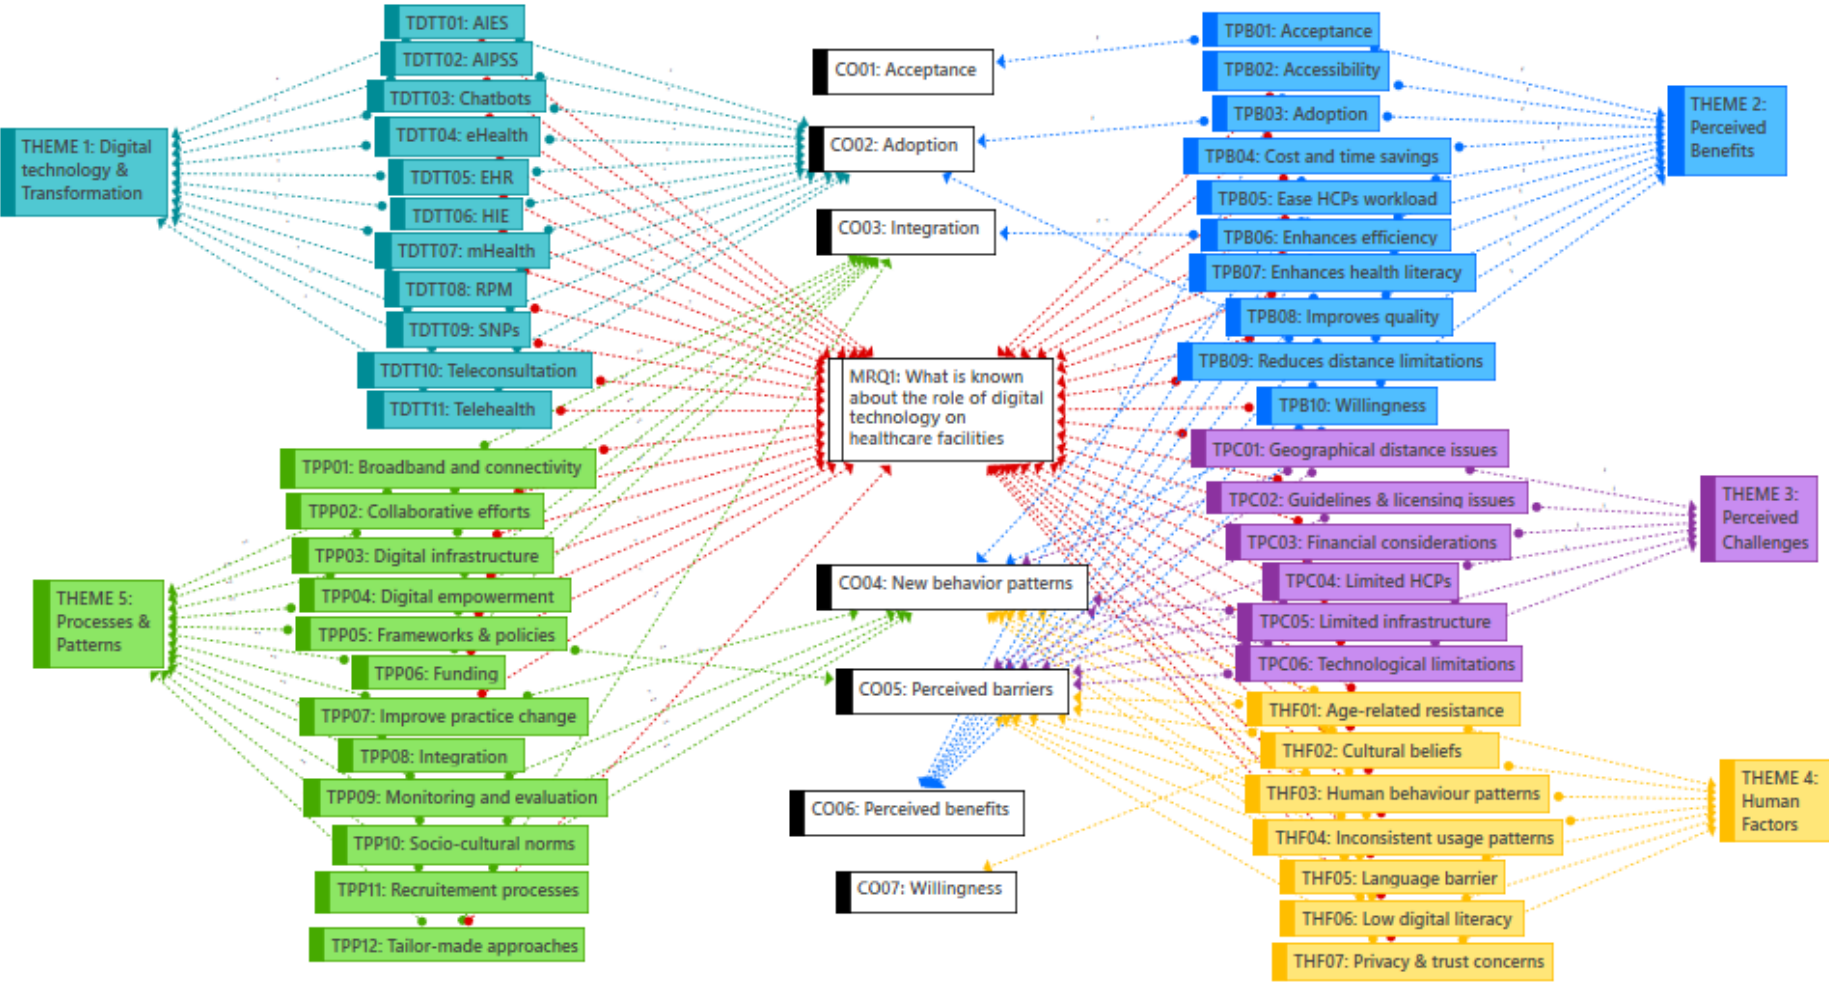 TDTT01: AIES
TDTT02: AIPSS
TDTT03: Chatbots
TDTT04: eHealth
TDTT05: EHR
TDTT06: HIE
TDTT07: mHealth
TDTT08: RPM
TDTT09: SNPs
TDTT10: Teleconsultation
TDTT11: Telehealth
THEME 1: Digital
technology &
Transformation
TPP01: Broadband and connectivity
TPP02: Collaborative efforts
TPP03: Digital infrastructure
TPP04: Digital empowerment
TPP05: Frameworks & policies
TPP06: Funding
TPP07: Improve practice change
TPP08: Integration
TPP09: Monitoring and evaluation
TPP10: Socio-cultural norms
TPP11: Recruitement processes
TPP12: Tailor-made approaches
THEME 5:
Processes &
Patterns
CO01: Acceptance
CO02: Adoption
CO03: Integration
MRQ1: What is known
about the role of digital
technology on
healthcare facilities
CO04: New behavior patterns
CO05: Perceived barriers
CO06: Perceived benefits
CO07: Willingness
TPB01: Acceptance
TPB02: Accessibility
TPB03: Adoption
TPB04: Cost and time savings
TPB05: Ease HCPs workload
TPB06: Enhances efficiency
TPB07: Enhances health literacy
TPB08: Improves quality
TPB09: Reduces distance limitations
TPB10: Willingness
THEME 2:
Perceived
Benefits
TPC01: Geographical distance issues
TPC02: Guidelines & licensing issues
TPC03: Financial considerations
TPC04: Limited HCPs
TPC05: Limited infrastructure
TPC06: Technological limitations
THEME 3:
Perceived
Challenges
THF01: Age-related resistance
THF02: Cultural beliefs
THF03: Human behaviour patterns
THF04: Inconsistent usage patterns
THF05: Language barrier
THF06: Low digital literacy
THF07: Privacy & trust concerns
THEME 4:
Human
Factors